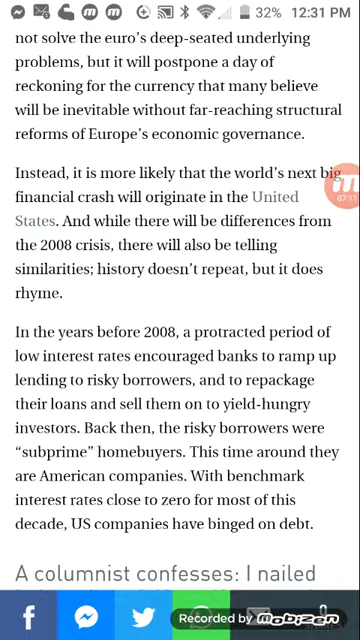 32% 12:31 PM
not solve the euro’s deep-seated underlying
problems, but it will postpone a day of
reckoning for the currency that many believe
will be inevitable without far-reaching structural
reforms of Europe’s economic governance.
Instead, it is more likely that the world’s next big
financial crash will originate in the United
States. And while there will be differences from
the 2008 crisis, there will also be telling
similarities; history doesn’t repeat, but it does
rhyme.
07:11
In the years before 2008, a protracted period of
low interest rates encouraged banks to ramp up
lending to risky borrowers, and to repackage
their loans and sell them on to yield-hungry
investors. Back then, the risky borrowers were
“subprime” homebuyers. This time around they
are American companies. With benchmark
interest rates close to zero for most of this
decade, US companies have binged on debt.
A columnist confesses: I nailed
Recorded by Mobizen